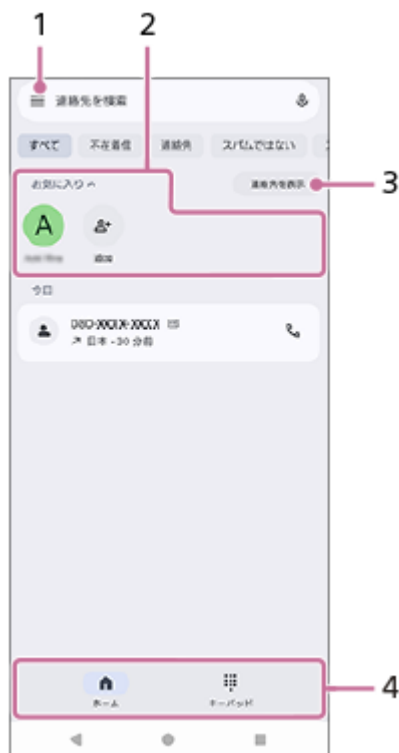 1
2
連絡先を検索
すべて 不在着信 連絡先 スパムではない
お気に入り
連絡先を表示
3
A
追加
今日
080-XXXX-XXXX
日本・30 分前
ホーム キーパッド
4